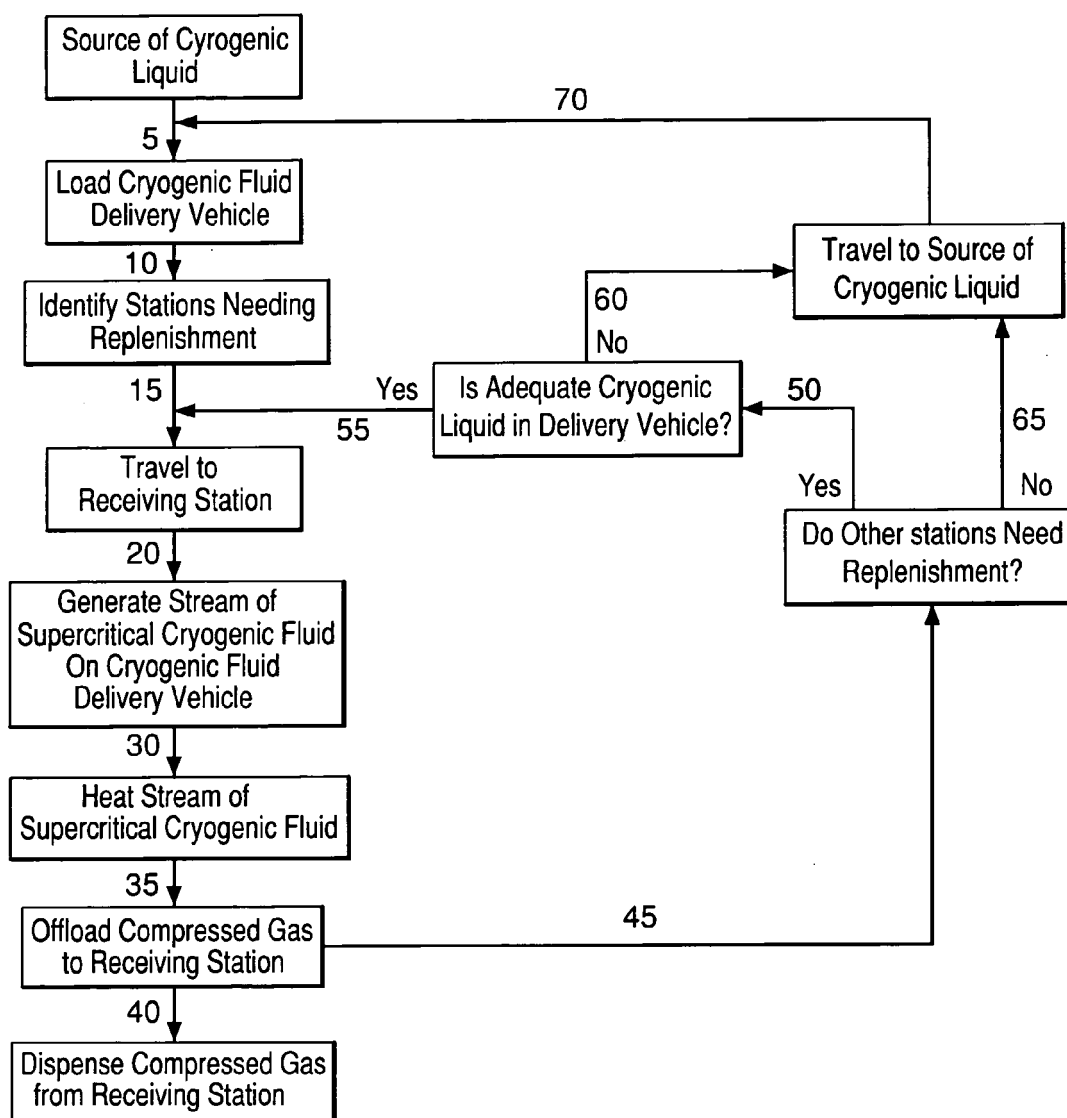 Source of Cyrogenic
Liquid
70
5
Load Cryogenic Fluid
Delivery Vehicle
10
Travel to Source of
Cryogenic Liquid
Identify Stations Needing
Replenishment
60
No
15
Yes
Is Adequate Cryogenic
Liquid in Delivery Vehicle?
50
55
65
Travel to
Receiving Station
Yes
No
20
Do Other stations Need
Replenishment?
Generate Stream of
Supercritical Cryogenic Fluid
On Cryogenic Fluid
Delivery Vehicle
30
Heat Stream of
Supercritical Cryogenic Fluid
35
Offload Compressed Gas
to Receiving Station
45
40
Dispense Compressed Gas
from Receiving Station